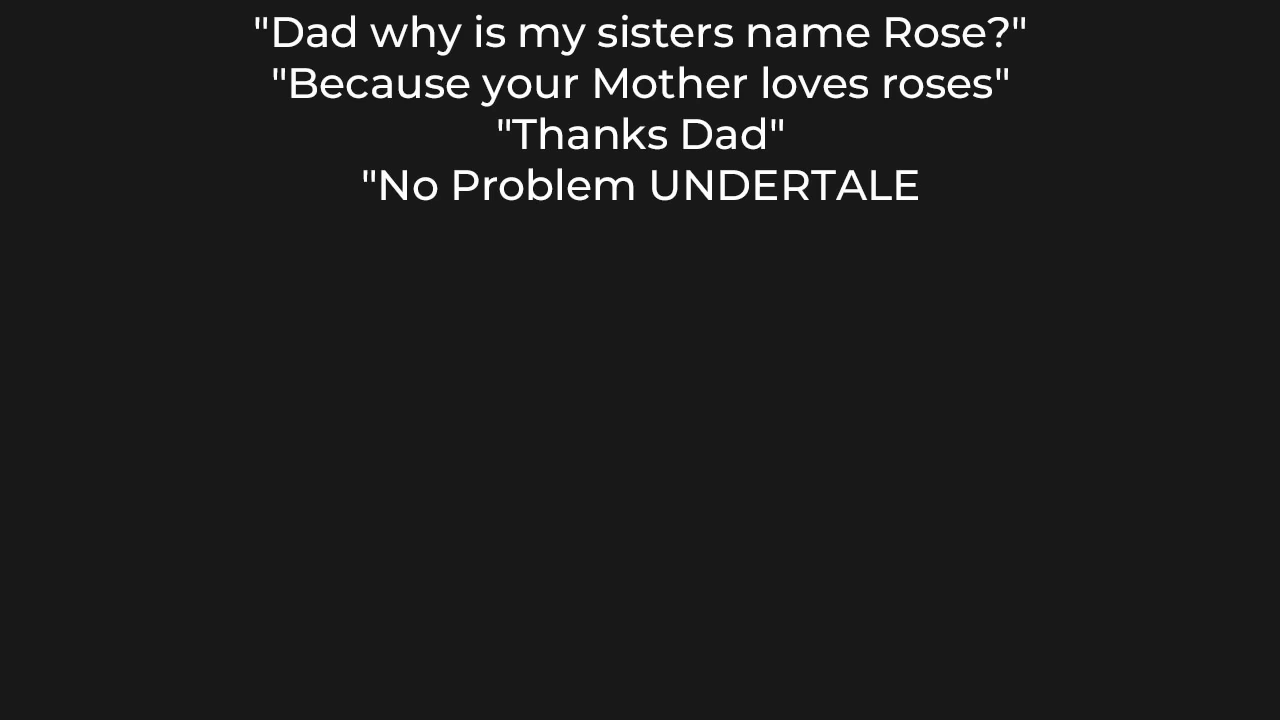 "Dad why is my sisters name Rose?"
"Because your Mother loves roses"
"Thanks Dad"
"No Problem UNDERTALE